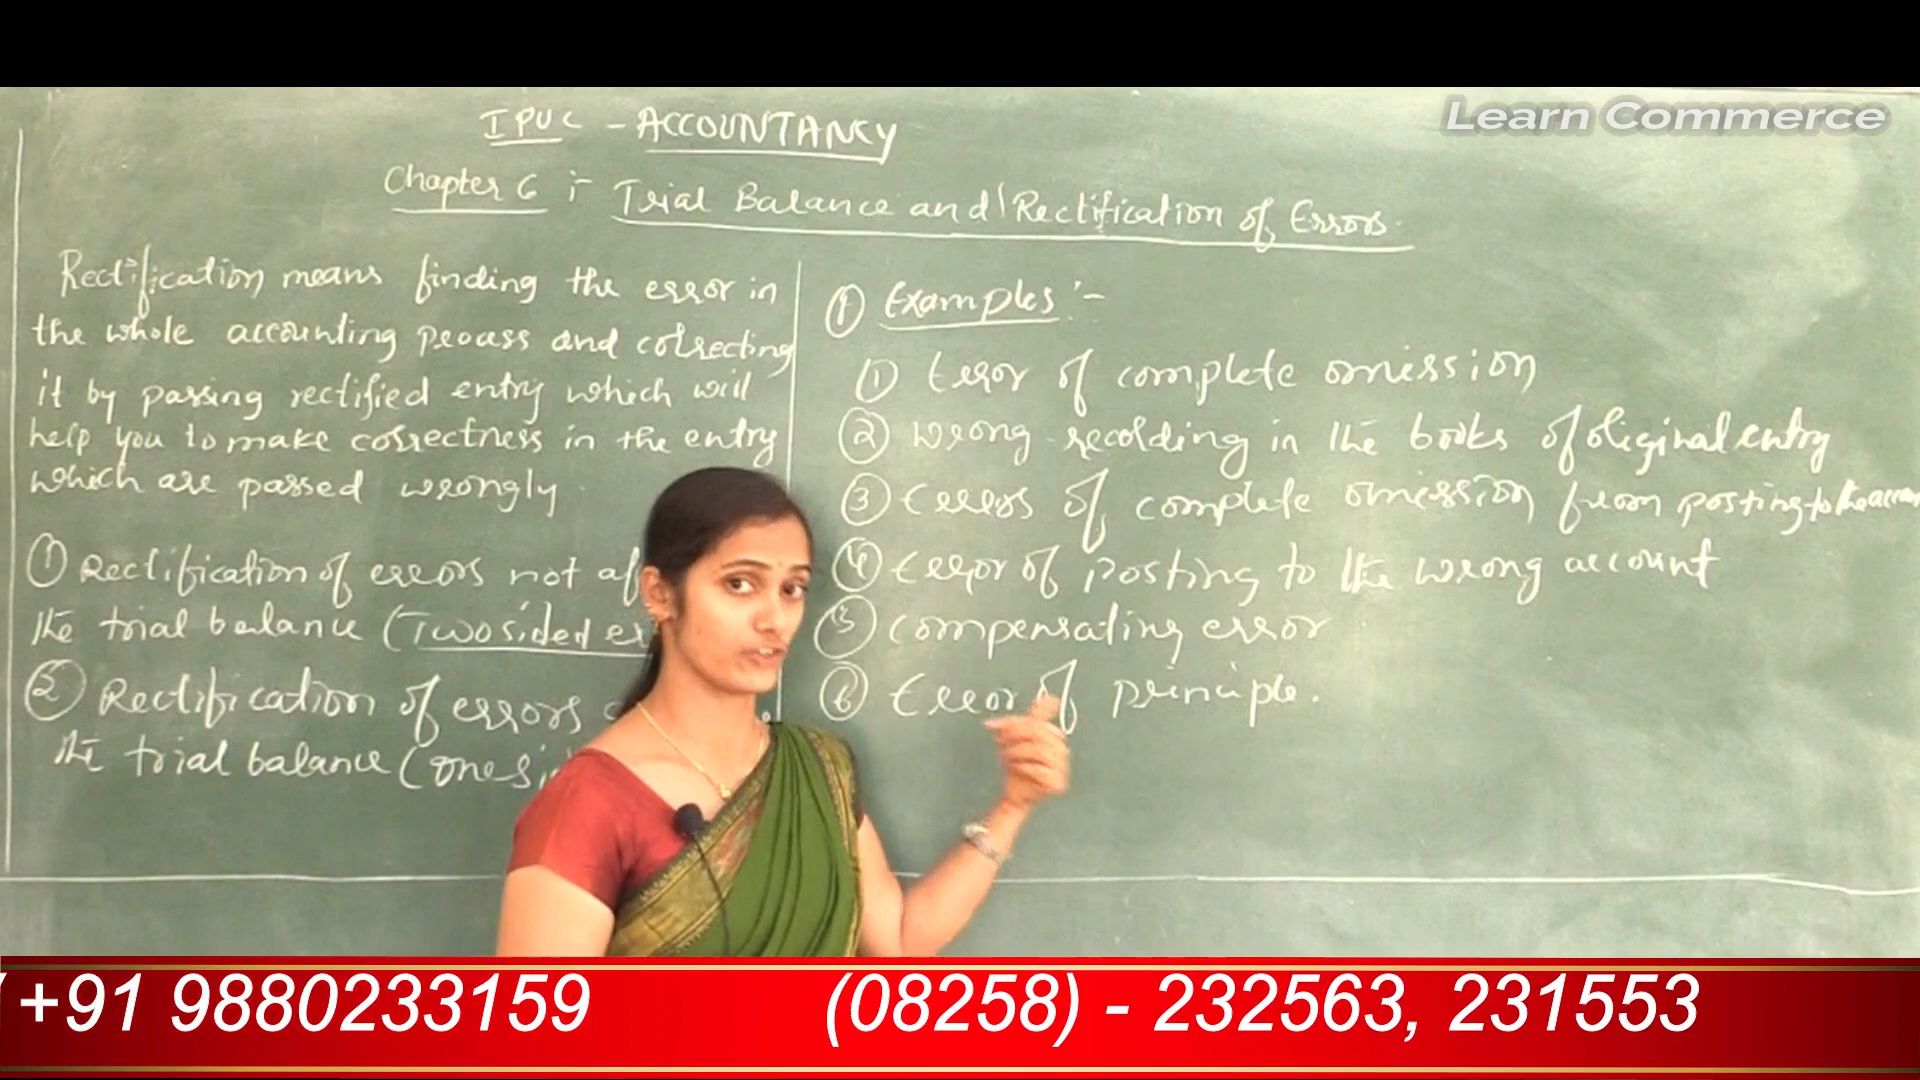 Learn Commerce
I PUC - ACCOUNTANCY
Chapter 6 :- Trial Balance and Rectification of Errors.
Rectification means finding the error in
the whole accounting process and correcting
it by passing rectified entry which will
help you to make correctness in the entry
which are passed wrongly
① Rectification of errors not af
the trial balance (Two sided er
② Rectification of errors
the trial balance (one si
① Examples :-
① Error of complete omission
② wrong recording in the books of original entry
③ Errors of complete omission from posting to the accoun
④ Error of posting to the wrong account
⑤ compensating error
⑥ Error of principle.
+91 9880233159 (08258) - 232563, 231553